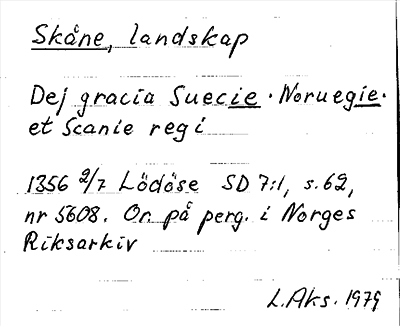 Skåne, landskap
Dej gracia Suecie · Noruegie ·
et Scanie regi
1356 2/7 Lödöse SD 7:1, s. 62,
nr 5608. Or. på perg. i Norges
Riksarkiv
L. Aks. 1979